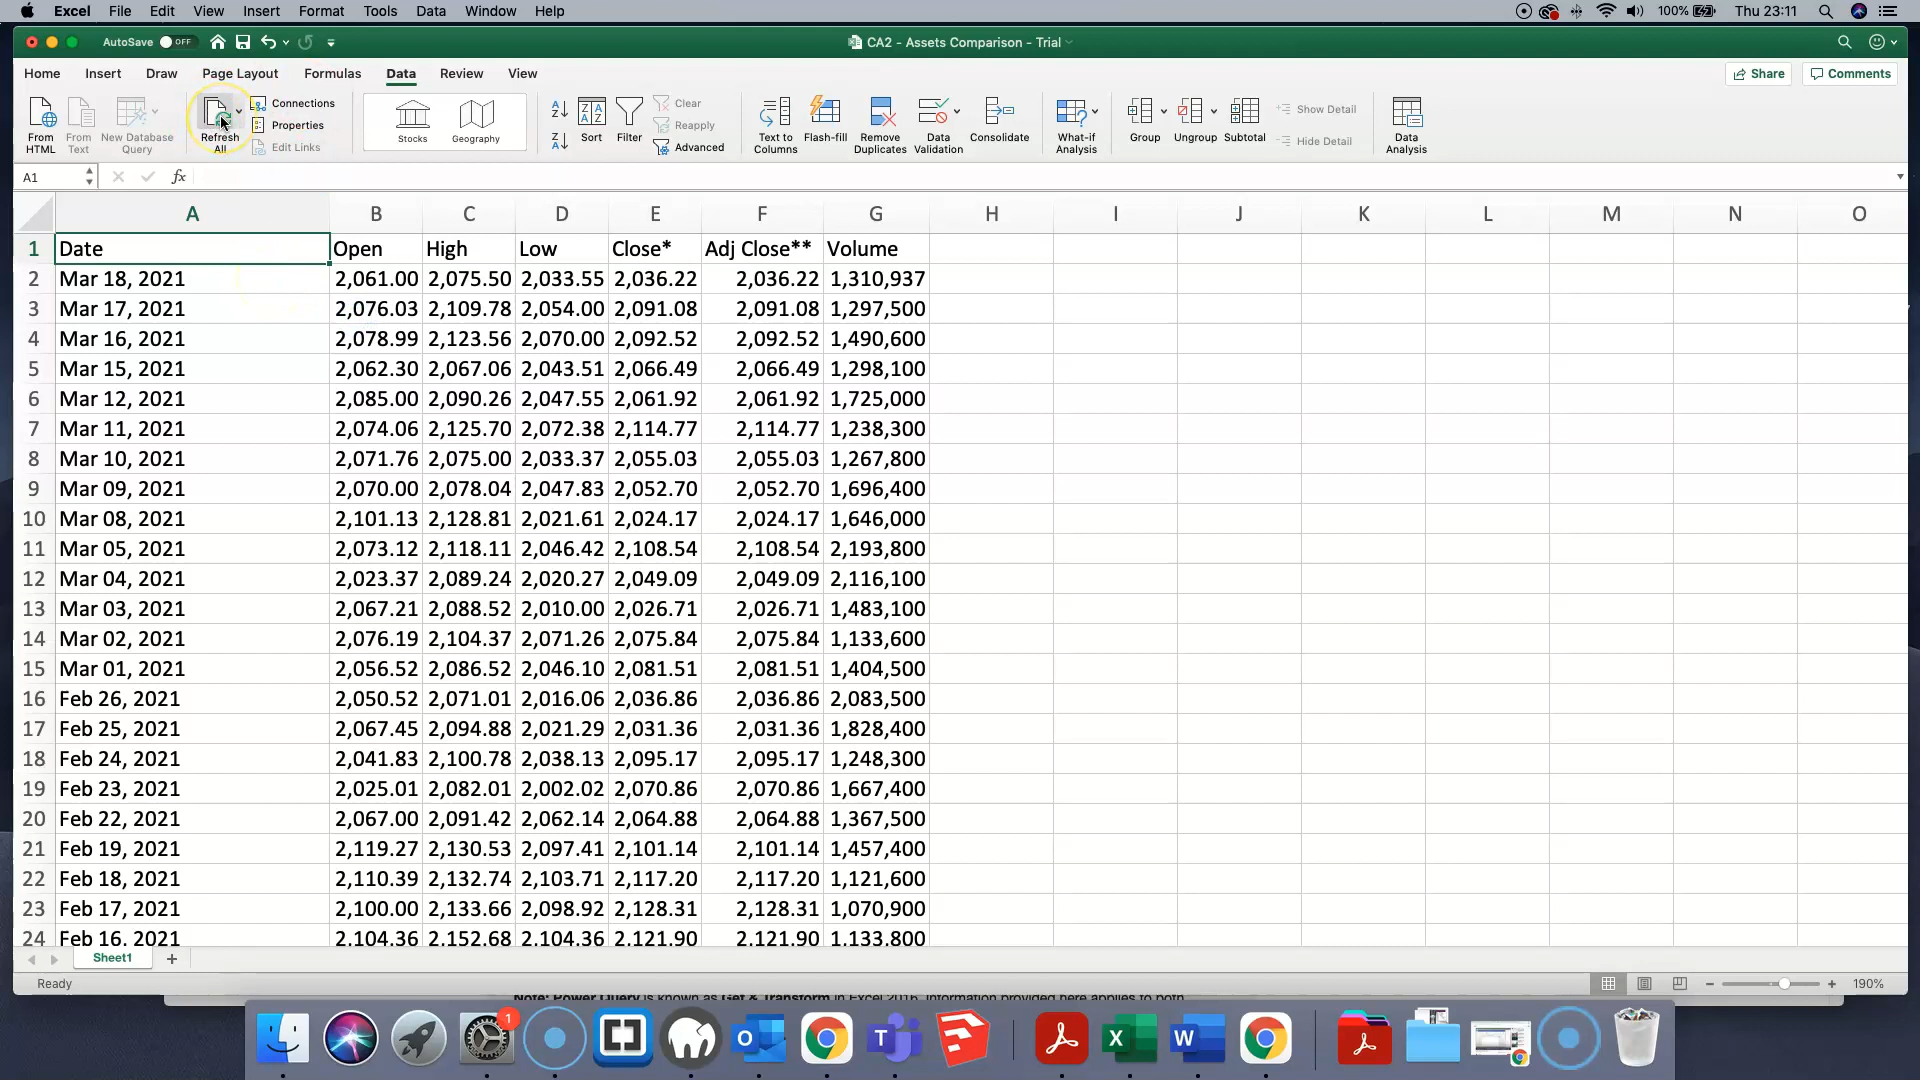 Excel File Edit View Insert Format Tools Data Window Help 100% Thu 23:11
AutoSave OFF CA2 - Assets Comparison - Trial
Home Insert Draw Page Layout Formulas Data Review View Share Comments
From HTML
From Text
New Database Query
Refresh All
Connections
Properties
Edit Links
Stocks
Geography
Sort
Filter
Clear
Reapply
Advanced
Text to Columns
Flash-fill
Remove Duplicates
Data Validation
Consolidate
What-if Analysis
Group
Ungroup
Subtotal
Show Detail
Hide Detail
Data Analysis
A1 fx
A B C D E F G H I J K L M N O
1 Date Open High Low Close* Adj Close** Volume
2 Mar 18, 2021 2,061.00 2,075.50 2,033.55 2,036.22 2,036.22 1,310,937
3 Mar 17, 2021 2,076.03 2,109.78 2,054.00 2,091.08 2,091.08 1,297,500
4 Mar 16, 2021 2,078.99 2,123.56 2,070.00 2,092.52 2,092.52 1,490,600
5 Mar 15, 2021 2,062.30 2,067.06 2,043.51 2,066.49 2,066.49 1,298,100
6 Mar 12, 2021 2,085.00 2,090.26 2,047.55 2,061.92 2,061.92 1,725,000
7 Mar 11, 2021 2,074.06 2,125.70 2,072.38 2,114.77 2,114.77 1,238,300
8 Mar 10, 2021 2,071.76 2,075.00 2,033.37 2,055.03 2,055.03 1,267,800
9 Mar 09, 2021 2,070.00 2,078.04 2,047.83 2,052.70 2,052.70 1,696,400
10 Mar 08, 2021 2,101.13 2,128.81 2,021.61 2,024.17 2,024.17 1,646,000
11 Mar 05, 2021 2,073.12 2,118.11 2,046.42 2,108.54 2,108.54 2,193,800
12 Mar 04, 2021 2,023.37 2,089.24 2,020.27 2,049.09 2,049.09 2,116,100
13 Mar 03, 2021 2,067.21 2,088.52 2,010.00 2,026.71 2,026.71 1,483,100
14 Mar 02, 2021 2,076.19 2,104.37 2,071.26 2,075.84 2,075.84 1,133,600
15 Mar 01, 2021 2,056.52 2,086.52 2,046.10 2,081.51 2,081.51 1,404,500
16 Feb 26, 2021 2,050.52 2,071.01 2,016.06 2,036.86 2,036.86 2,083,500
17 Feb 25, 2021 2,067.45 2,094.88 2,021.29 2,031.36 2,031.36 1,828,400
18 Feb 24, 2021 2,041.83 2,100.78 2,038.13 2,095.17 2,095.17 1,248,300
19 Feb 23, 2021 2,025.01 2,082.01 2,002.02 2,070.86 2,070.86 1,667,400
20 Feb 22, 2021 2,067.00 2,091.42 2,062.14 2,064.88 2,064.88 1,367,500
21 Feb 19, 2021 2,119.27 2,130.53 2,097.41 2,101.14 2,101.14 1,457,400
22 Feb 18, 2021 2,110.39 2,132.74 2,103.71 2,117.20 2,117.20 1,121,600
23 Feb 17, 2021 2,100.00 2,133.66 2,098.92 2,128.31 2,128.31 1,070,900
24 Feb 16, 2021 2,104.36 2,152.68 2,104.36 2,121.90 2,121.90 1,133,800
Sheet1
Ready 190%
Note: Power Query is known as Get & Transform in Excel 2016. Information provided here applies to both.
1